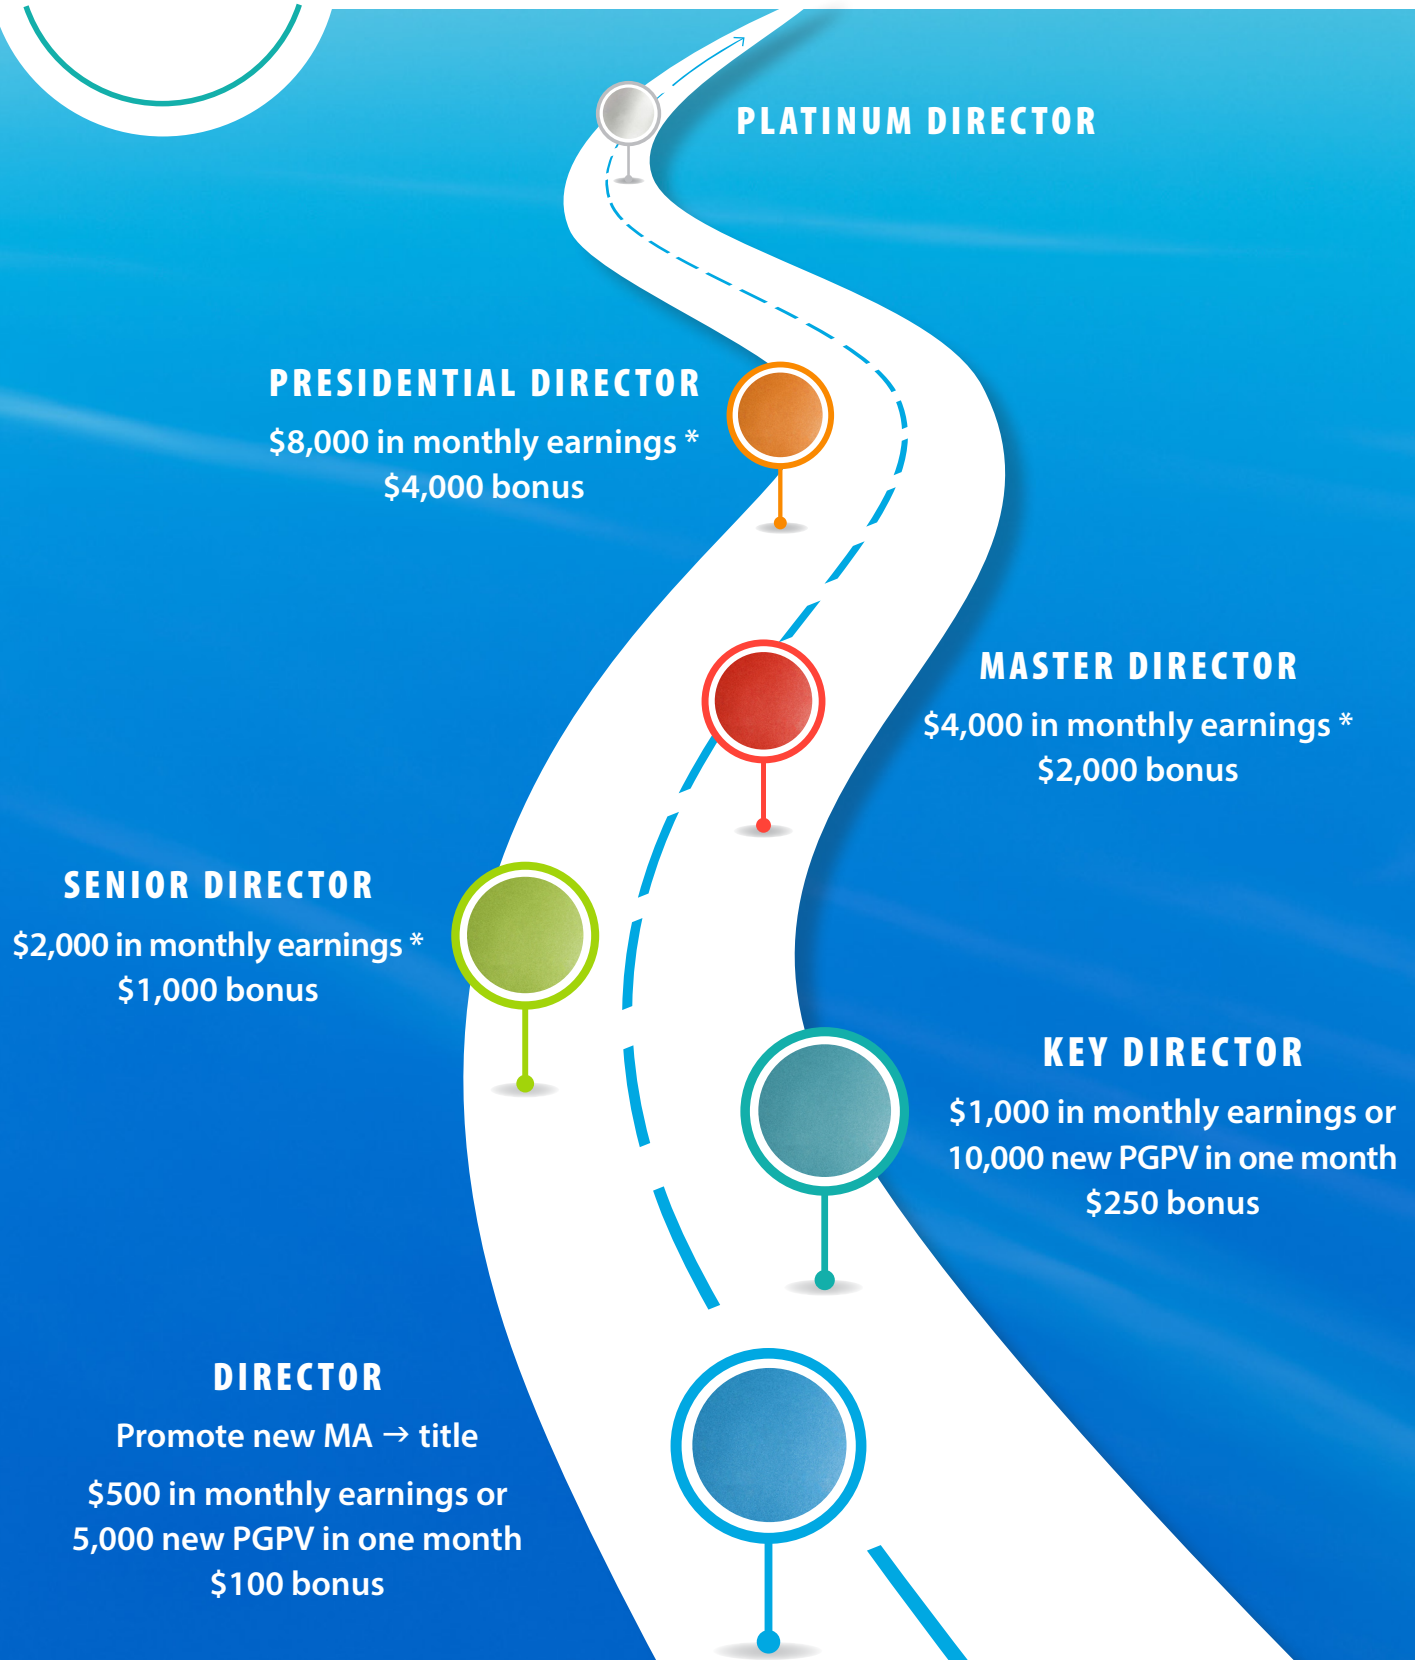 PLATINUM DIRECTOR
PRESIDENTIAL DIRECTOR
$8,000 in monthly earnings *
$4,000 bonus
MASTER DIRECTOR
$4,000 in monthly earnings *
$2,000 bonus
SENIOR DIRECTOR
$2,000 in monthly earnings *
$1,000 bonus
KEY DIRECTOR
$1,000 in monthly earnings or
10,000 new PGPV in one month
$250 bonus
DIRECTOR
Promote new MA → title
$500 in monthly earnings or
5,000 new PGPV in one month
$100 bonus